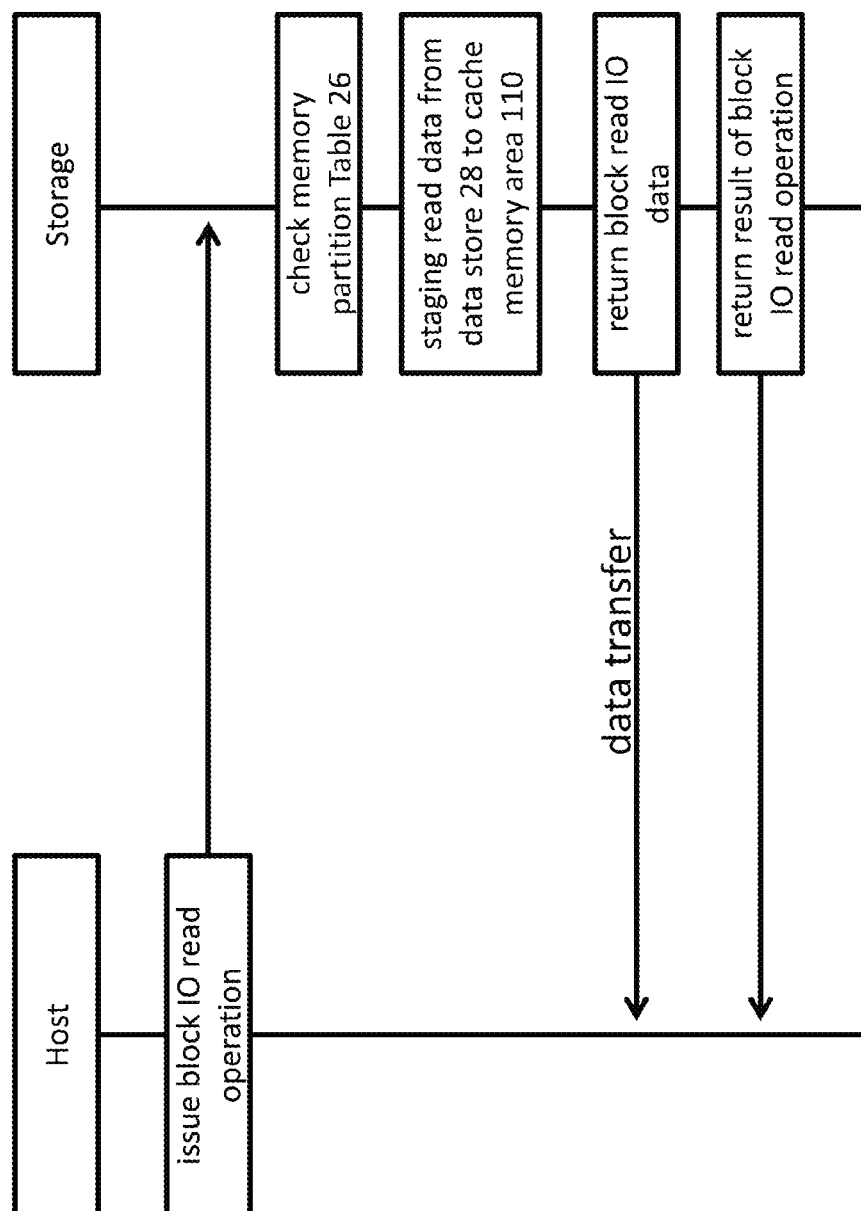 Host
Storage
issue block IO read
operation
check memory
partition Table 26
staging read data from
data store 28 to cache
memory area 110
return block read IO
data
data transfer
return result of block
IO read operation